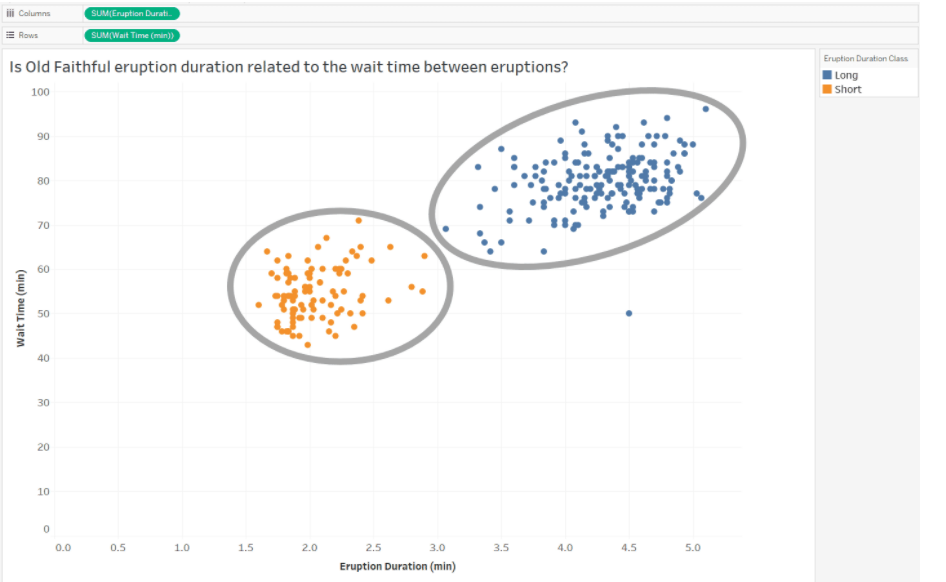 Columns
SUM(Eruption Durati..
Rows
SUM(Wait Time (min))
Is Old Faithful eruption duration related to the wait time between eruptions?
Eruption Duration Class
Long
Short
100
90
80
70
60
50
40
30
20
10
0
Wait Time (min)
0.0 0.5 1.0 1.5 2.0 2.5 3.0 3.5 4.0 4.5 5.0
Eruption Duration (min)